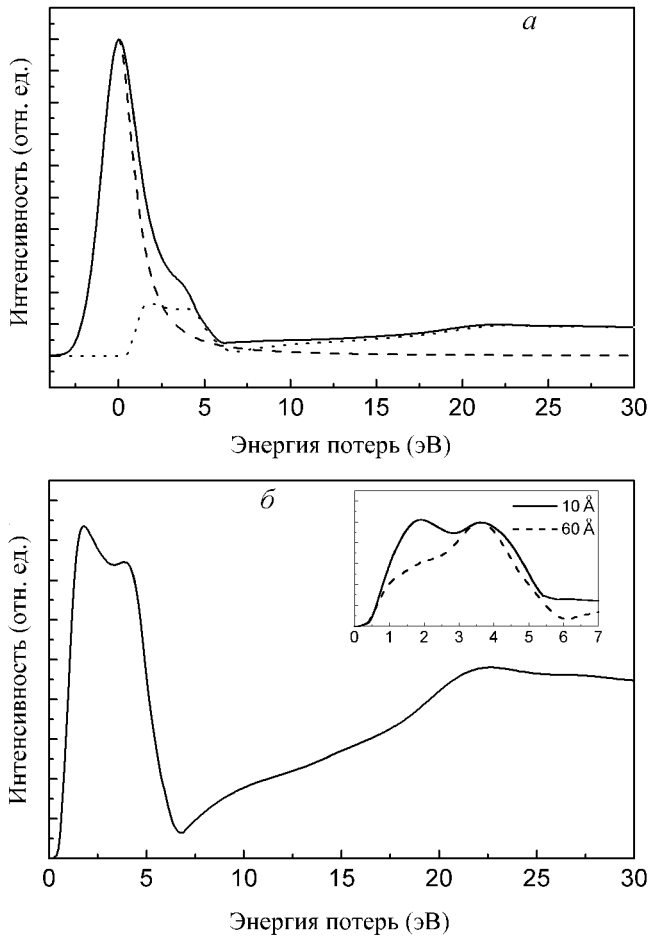 а
Интенсивность (отн. ед.)
0 5 10 15 20 25 30
Энергия потерь (эВ)
б
10 Å
60 Å
0 1 2 3 4 5 6 7
Интенсивность (отн. ед.)
0 5 10 15 20 25 30
Энергия потерь (эВ)